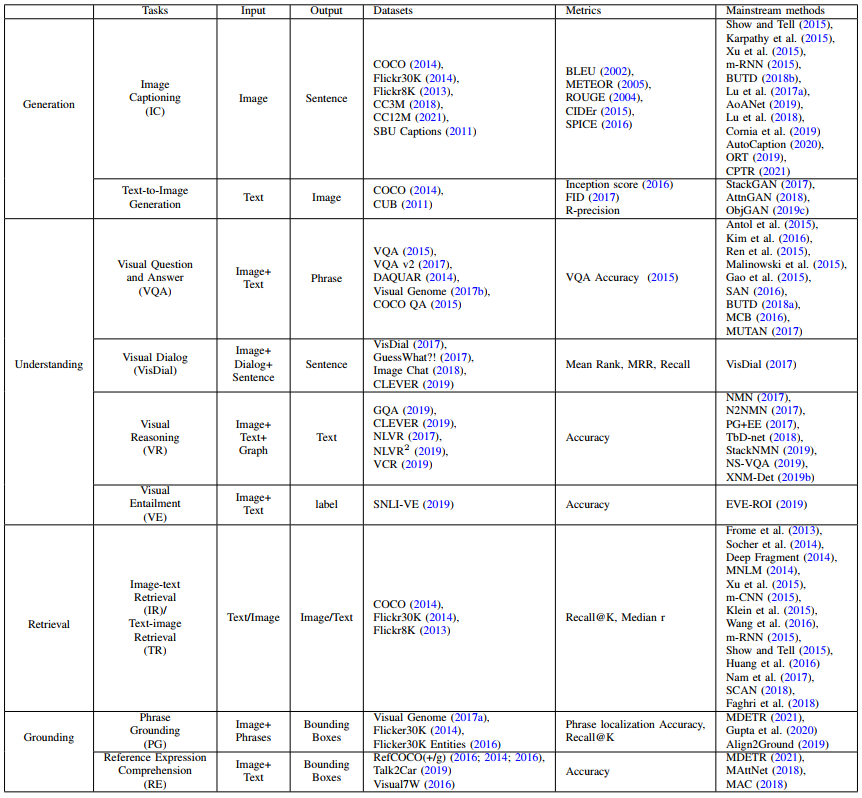 Tasks Input Output Datasets Metrics Mainstream methods
Generation
Image
Captioning
(IC)
Image
Sentence
COCO (2014),
Flickr30K (2014),
Flickr8K (2013),
CC3M (2018),
CC12M (2021),
SBU Captions (2011)
BLEU (2002),
METEOR (2005),
ROUGE (2004),
CIDEr (2015),
SPICE (2016)
Show and Tell (2015),
Karpathy et al. (2015),
Xu et al. (2015),
m-RNN (2015),
BUTD (2018b),
Lu et al. (2017a),
AoANet (2019),
Lu et al. (2018),
Cornia et al. (2019)
AutoCaption (2020),
ORT (2019),
CPTR (2021)
Text-to-Image
Generation
Text
Image
COCO (2014),
CUB (2011)
Inception score (2016)
FID (2017)
R-precision
StackGAN (2017),
AttnGAN (2018),
ObjGAN (2019c)
Understanding
Visual Question
and Answer
(VQA)
Image+
Text
Phrase
VQA (2015),
VQA v2 (2017),
DAQUAR (2014),
Visual Genome (2017b),
COCO QA (2015)
VQA Accuracy (2015)
Antol et al. (2015),
Kim et al. (2016),
Ren et al. (2015),
Malinowski et al. (2015),
Gao et al. (2015),
SAN (2016),
BUTD (2018a),
MCB (2016),
MUTAN (2017)
Visual Dialog
(VisDial)
Image+
Dialog+
Sentence
Sentence
VisDial (2017),
GuessWhat?! (2017),
Image Chat (2018),
CLEVER (2019)
Mean Rank, MRR, Recall
VisDial (2017)
Visual
Reasoning
(VR)
Image+
Text+
Graph
Text
GQA (2019),
CLEVER (2019),
NLVR (2017),
NLVR² (2019),
VCR (2019)
Accuracy
NMN (2017),
N2NMN (2017),
PG+EE (2017),
TbD-net (2018),
StackNMN (2019),
NS-VQA (2019),
XNM-Det (2019b)
Visual
Entailment
(VE)
Image+
Text
label
SNLI-VE (2019)
Accuracy
EVE-ROI (2019)
Retrieval
Image-text
Retrieval
(IR)/
Text-image
Retrieval
(TR)
Text/Image
Image/Text
COCO (2014),
Flickr30K (2014),
Flickr8K (2013)
Recall@K, Median r
Frome et al. (2013),
Socher et al. (2014),
Deep Fragment (2014),
MNLM (2014),
Xu et al. (2015),
m-CNN (2015),
Klein et al. (2015),
Wang et al. (2016),
m-RNN (2015),
Show and Tell (2015),
Huang et al. (2016)
Nam et al. (2017),
SCAN (2018),
Faghri et al. (2018)
Grounding
Phrase
Grounding
(PG)
Image+
Phrases
Bounding
Boxes
Visual Genome (2017a),
Flicker30K (2014),
Flicker30K Entities (2016)
Phrase localization Accuracy,
Recall@K
MDETR (2021),
Gupta et al. (2020)
Align2Ground (2019)
Reference Expression
Comprehension
(RE)
Image+
Text
Bounding
Boxes
RefCOCO(+/g) (2016; 2014; 2016),
Talk2Car (2019)
Visual7W (2016)
Accuracy
MDETR (2021),
MAttNet (2018),
MAC (2018)